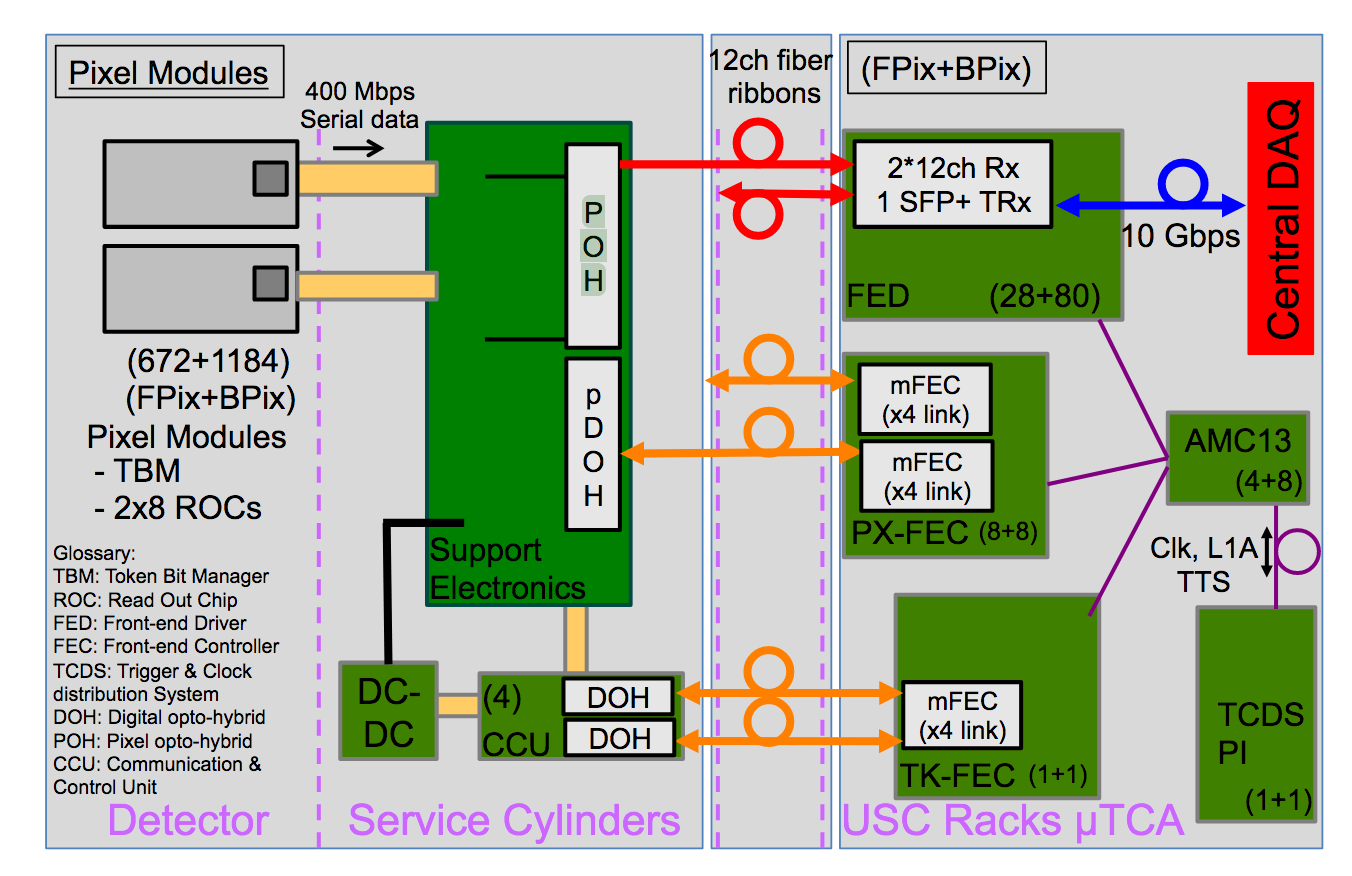 Pixel Modules
400 Mbps
Serial data
12ch fiber
ribbons
(FPix+BPix)
P
O
H
2*12ch Rx
1 SFP+ TRx
FED
(28+80)
10 Gbps
Central DAQ
(672+1184)
(FPix+BPix)
Pixel Modules
- TBM
- 2x8 ROCs
p
D
O
H
mFEC
(x4 link)
mFEC
(x4 link)
PX-FEC (8+8)
AMC13
(4+8)
Support
Electronics
Clk, L1A
TTS
Glossary:
TBM: Token Bit Manager
ROC: Read Out Chip
FED: Front-end Driver
FEC: Front-end Controller
TCDS: Trigger & Clock
distribution System
DOH: Digital opto-hybrid
POH: Pixel opto-hybrid
CCU: Communication &
Control Unit
DC-
DC
(4)
CCU
DOH
DOH
mFEC
(x4 link)
TK-FEC (1+1)
TCDS
PI
(1+1)
Detector
Service Cylinders
USC Racks µTCA